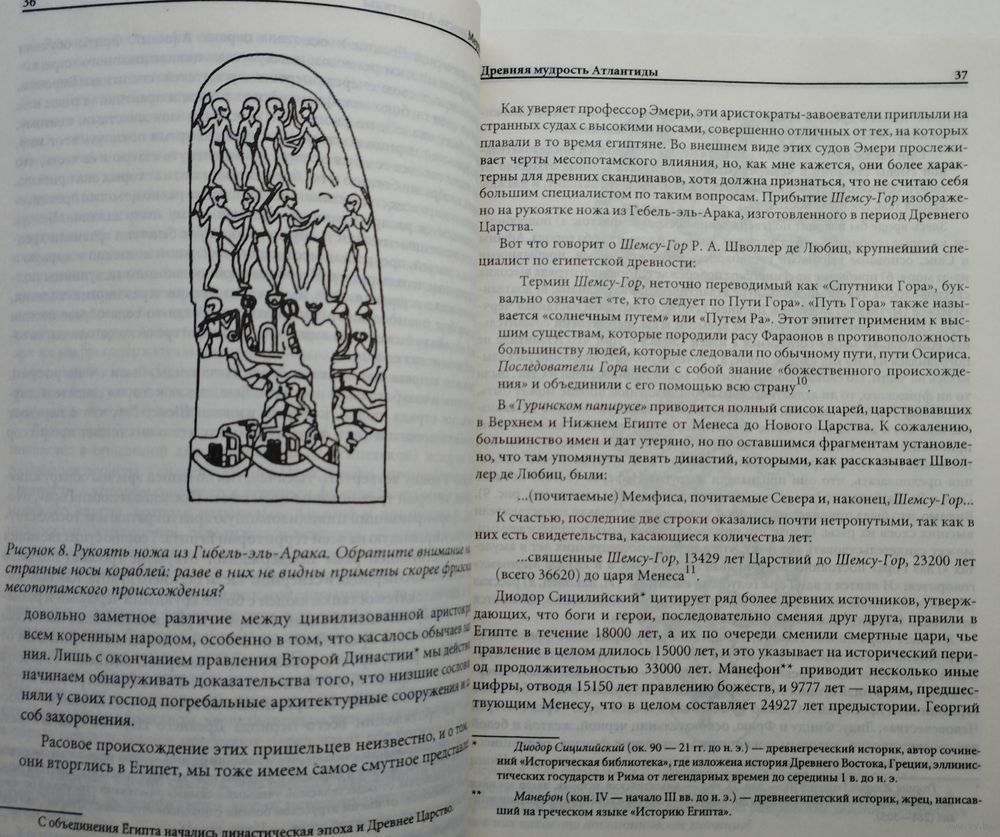 36
Рисунок 8. Рукоять ножа из Гибель-эль-Арака. Обратите внимание на
странные носы кораблей: разве в них не видны приметы скорее
месопотамского происхождения?
довольно заметное различие между цивилизованной
всем коренным народом, особенно в том, что касалось обычаев
ния. Лишь с окончанием правления Второй Династии* мы
начинаем обнаруживать доказательства того, что низшие
няли у своих господ погребальные архитектурные сооружения
соб захоронения.
Расовое происхождение этих пришельцев неизвестно, и о том,
они вторглись в Египет, мы тоже имеем самое смутное
С объединения Египта начались династическая эпоха и Древнее Царство.
Древняя мудрость Атлантиды 37
Как уверяет профессор Эмери, эти аристократы-завоеватели приплыли на
странных судах с высокими носами, совершенно отличных от тех, на которых
плавали в то время египтяне. Во внешнем виде этих судов Эмери прослежи-
вает черты месопотамского влияния, но, как мне кажется, они более харак-
терны для древних скандинавов, хотя должна признаться, что не считаю себя
большим специалистом по таким вопросам. Прибытие Шемсу-Гор изображе-
но на рукоятке ножа из Гебель-эль-Арака, изготовленного в период Древнего
Царства.
Вот что говорит о Шемсу-Гор Р. А. Шволлер де Любиц, крупнейший спе-
циалист по египетской древности:
Термин Шемсу-Гор, неточно переводимый как «Спутники Гора», бук-
вально означает «те, кто следует по Пути Гора». «Путь Гора» также назы-
вается «солнечным путем» или «Путем Ра». Этот эпитет применим к выс-
шим существам, которые породили расу Фараонов в противоположность
большинству людей, которые следовали по обычному пути, пути Осириса.
Последователи Гора несли с собой знание «божественного происхожде-
ния» и объединили с его помощью всю страну10.
В «Туринском папирусе» приводится полный список царей, царствовавших
в Верхнем и Нижнем Египте от Менеса до Нового Царства. К сожалению,
большинство имен и дат утеряно, но по оставшимся фрагментам установле-
но, что там упомянуты девять династий, которыми, как рассказывает Швол-
лер де Любиц, были:
...(почитаемые) Мемфиса, почитаемые Севера и, наконец, Шемсу-Гор...
К счастью, последние две строки оказались почти нетронутыми, так как в
них есть свидетельства, касающиеся количества лет:
...священные Шемсу-Гор, 13429 лет Царствий до Шемсу-Гор, 23200 лет
(всего 36620) до царя Менеса11.
Диодор Сицилийский* цитирует ряд более древних источников, утверж-
дающих, что боги и герои, последовательно сменяя друг друга, правили в
Египте в течение 18000 лет, а их по очереди сменили смертные цари, чье
правление в целом длилось 15000 лет, и это указывает на исторический пери-
од продолжительностью 33000 лет. Манефон** приводит несколько иные
цифры, отводя 15150 лет правлению божеств, и 9777 лет — царям, предшес-
твующим Менесу, что в целом составляет 24927 лет предыстории. Георгий
* Диодор Сицилийский (ок. 90 — 21 гг. до н. э.) — древнегреческий историк, автор сочине-
ний «Историческая библиотека», где изложена история Древнего Востока, Греции, эллинис-
тических государств и Рима от легендарных времен до середины 1 в. до н. э.
** Манефон (кон. IV — начало III вв. до н. э.) — древнеегипетский историк, жрец, написав-
ший на греческом языке «Историю Египта».